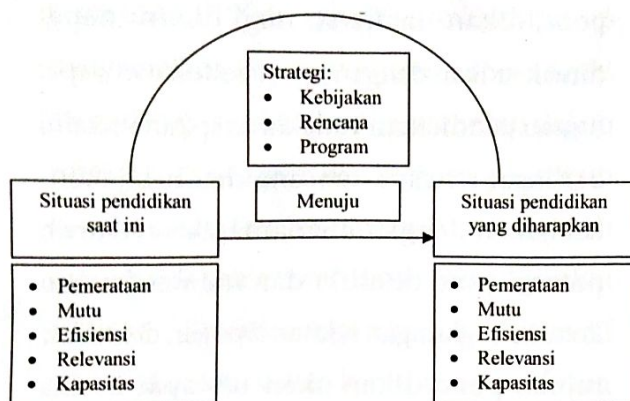 Strategi:
• Kebijakan
• Rencana
• Program
Situasi pendidikan
saat ini
Menuju
Situasi pendidikan
yang diharapkan
• Pemerataan
• Mutu
• Efisiensi
• Relevansi
• Kapasitas
• Pemerataan
• Mutu
• Efisiensi
• Relevansi
• Kapasitas